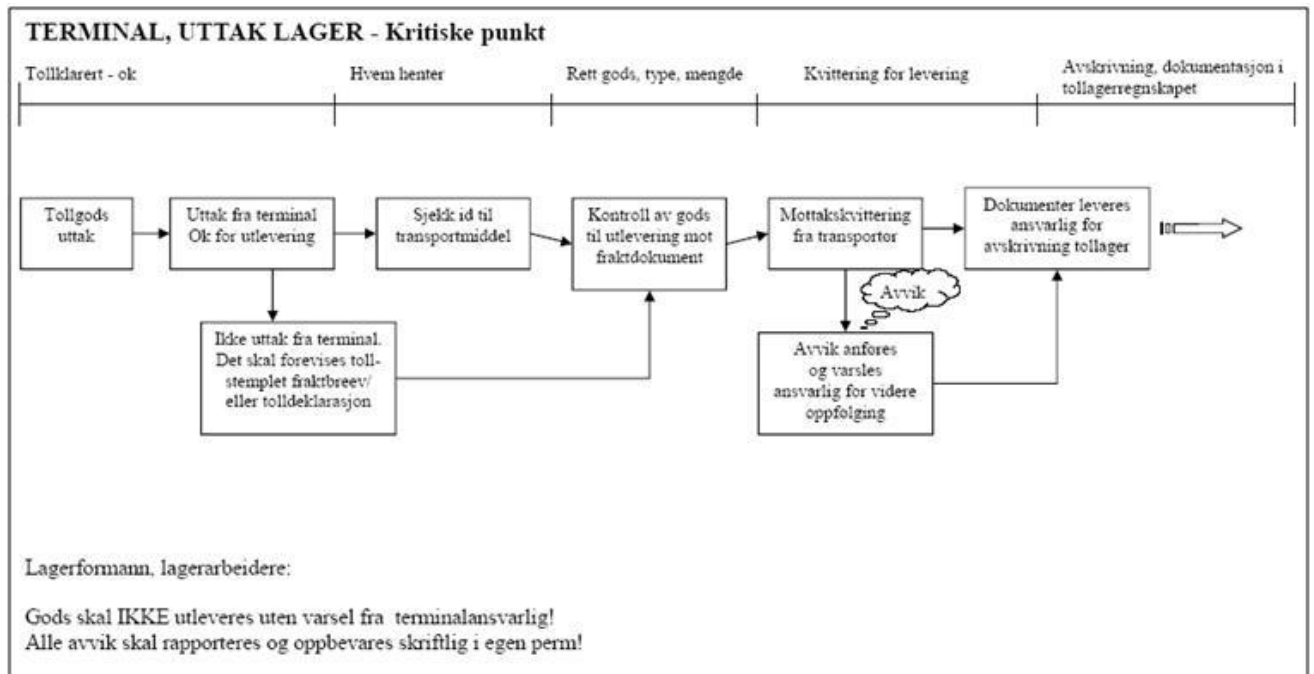 TERMINAL, UTTAK LAGER - Kritiske punkt
Tollklarert - ok
Hvem henter
Rett gods, type, mengde
Kvittering for levering
Avskrivning, dokumentasjon i
tollagerregnskapet
Tollgods
uttak
Uttak fra terminal
Ok for utlevering
Sjekk id til
transportmiddel
Kontroll av gods
til utlevering mot
fraktdokument
Mottakskvittering
fra transportør
Dokumenter leveres
ansvarlig for
avskrivning tollager
Avvik
Ikke uttak fra terminal.
Det skal forevises toll-
stemplet fraktbreev/
eller tolldeklarasjon
Avvik anføres
og varsles
ansvarlig for videre
oppfølging
Lagerformann, lagerarbeidere:
Gods skal IKKE utleveres uten varsel fra terminalansvarlig!
Alle avvik skal rapporteres og oppbevares skriftlig i egen perm!